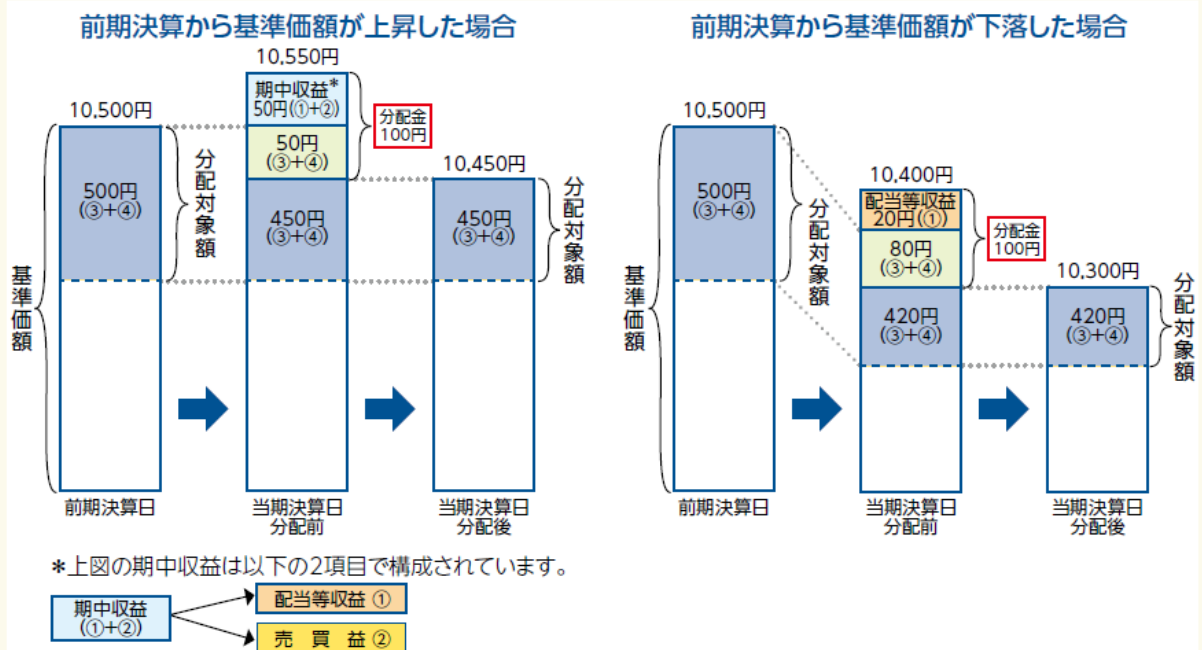 前期決算から基準価額が上昇した場合
10,500円
500円
(③+④)
分配対象額
基準価額
前期決算日
10,550円
期中収益*
50円(①+②)
50円
(③+④)
450円
(③+④)
分配金
100円
当期決算日
分配前
10,450円
450円
(③+④)
分配対象額
当期決算日
分配後
*上図の期中収益は以下の2項目で構成されています。
期中収益
(①+②)
配当等収益 ①
売 買 益 ②
前期決算から基準価額が下落した場合
10,500円
500円
(③+④)
分配対象額
基準価額
前期決算日
10,400円
配当等収益
20円(①)
80円
(③+④)
420円
(③+④)
分配金
100円
当期決算日
分配前
10,300円
420円
(③+④)
分配対象額
当期決算日
分配後